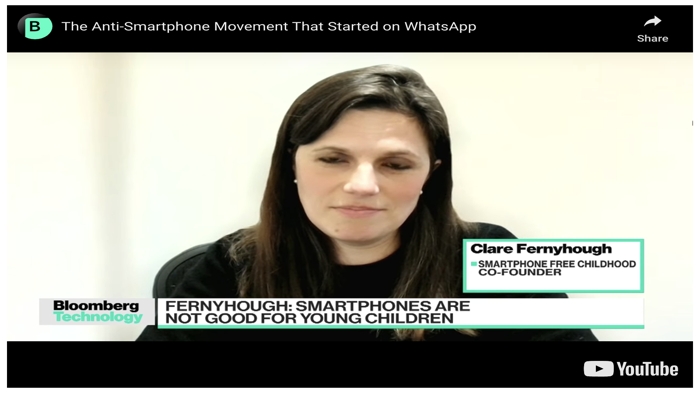 B
The Anti-Smartphone Movement That Started on WhatsApp
Share
Clare Fernyhough
SMARTPHONE FREE CHILDHOOD
CO-FOUNDER
Bloomberg
Technology
FERNYHOUGH: SMARTPHONES ARE
NOT GOOD FOR YOUNG CHILDREN
YouTube